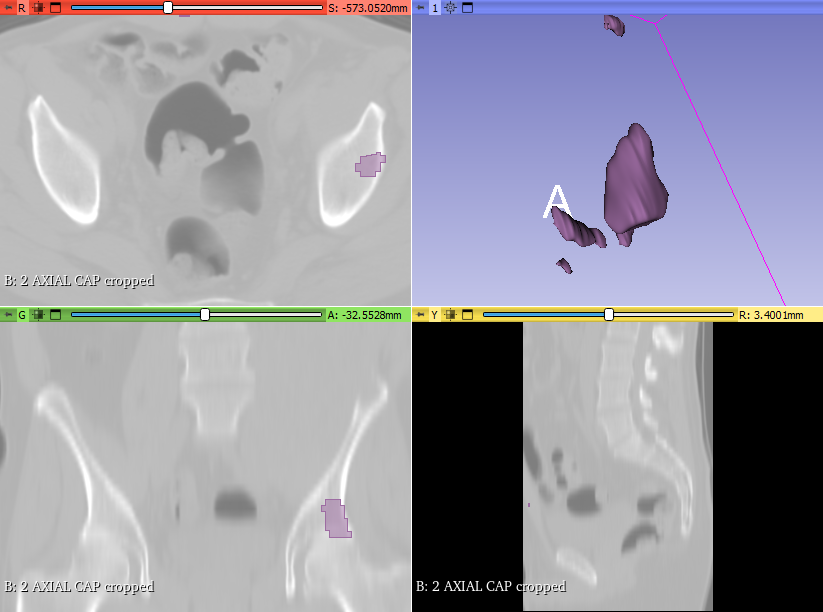 R S: -573.0520mm
1
B: 2 AXIAL CAP cropped
A
G A: -32.5528mm
Y R: 3.4001mm
B: 2 AXIAL CAP cropped
B: 2 AXIAL CAP cropped